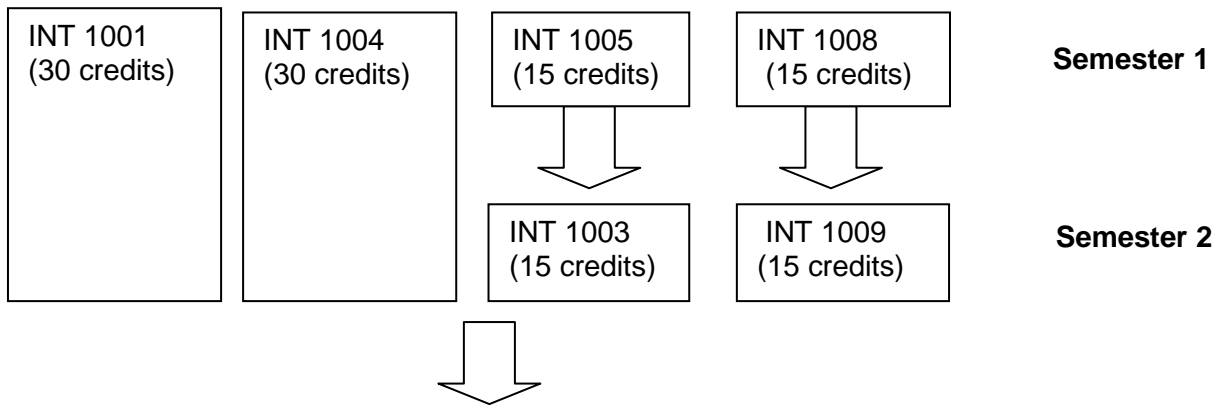 INT 1001
(30 credits)
INT 1004
(30 credits)
INT 1005
(15 credits)
INT 1008
(15 credits)
Semester 1
INT 1003
(15 credits)
INT 1009
(15 credits)
Semester 2